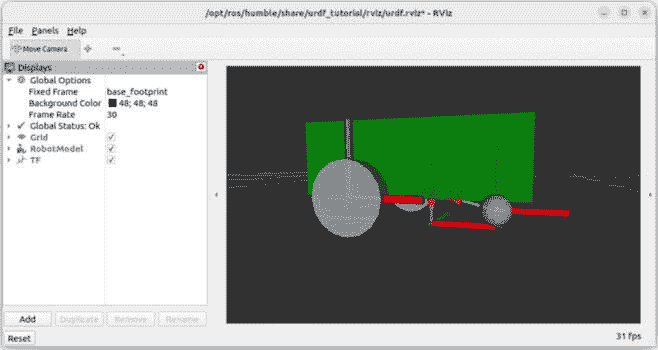 /opt/ros/humble/share/urdf_tutorial/rviz/urdf.rviz* - RViz
File Panels Help
Move Camera
Displays
Global Options
Fixed Frame base_footprint
Background Color 48; 48; 48
Frame Rate 30
Global Status: Ok
Grid
RobotModel
TF
Add Duplicate Remove Rename
Reset 31 fps